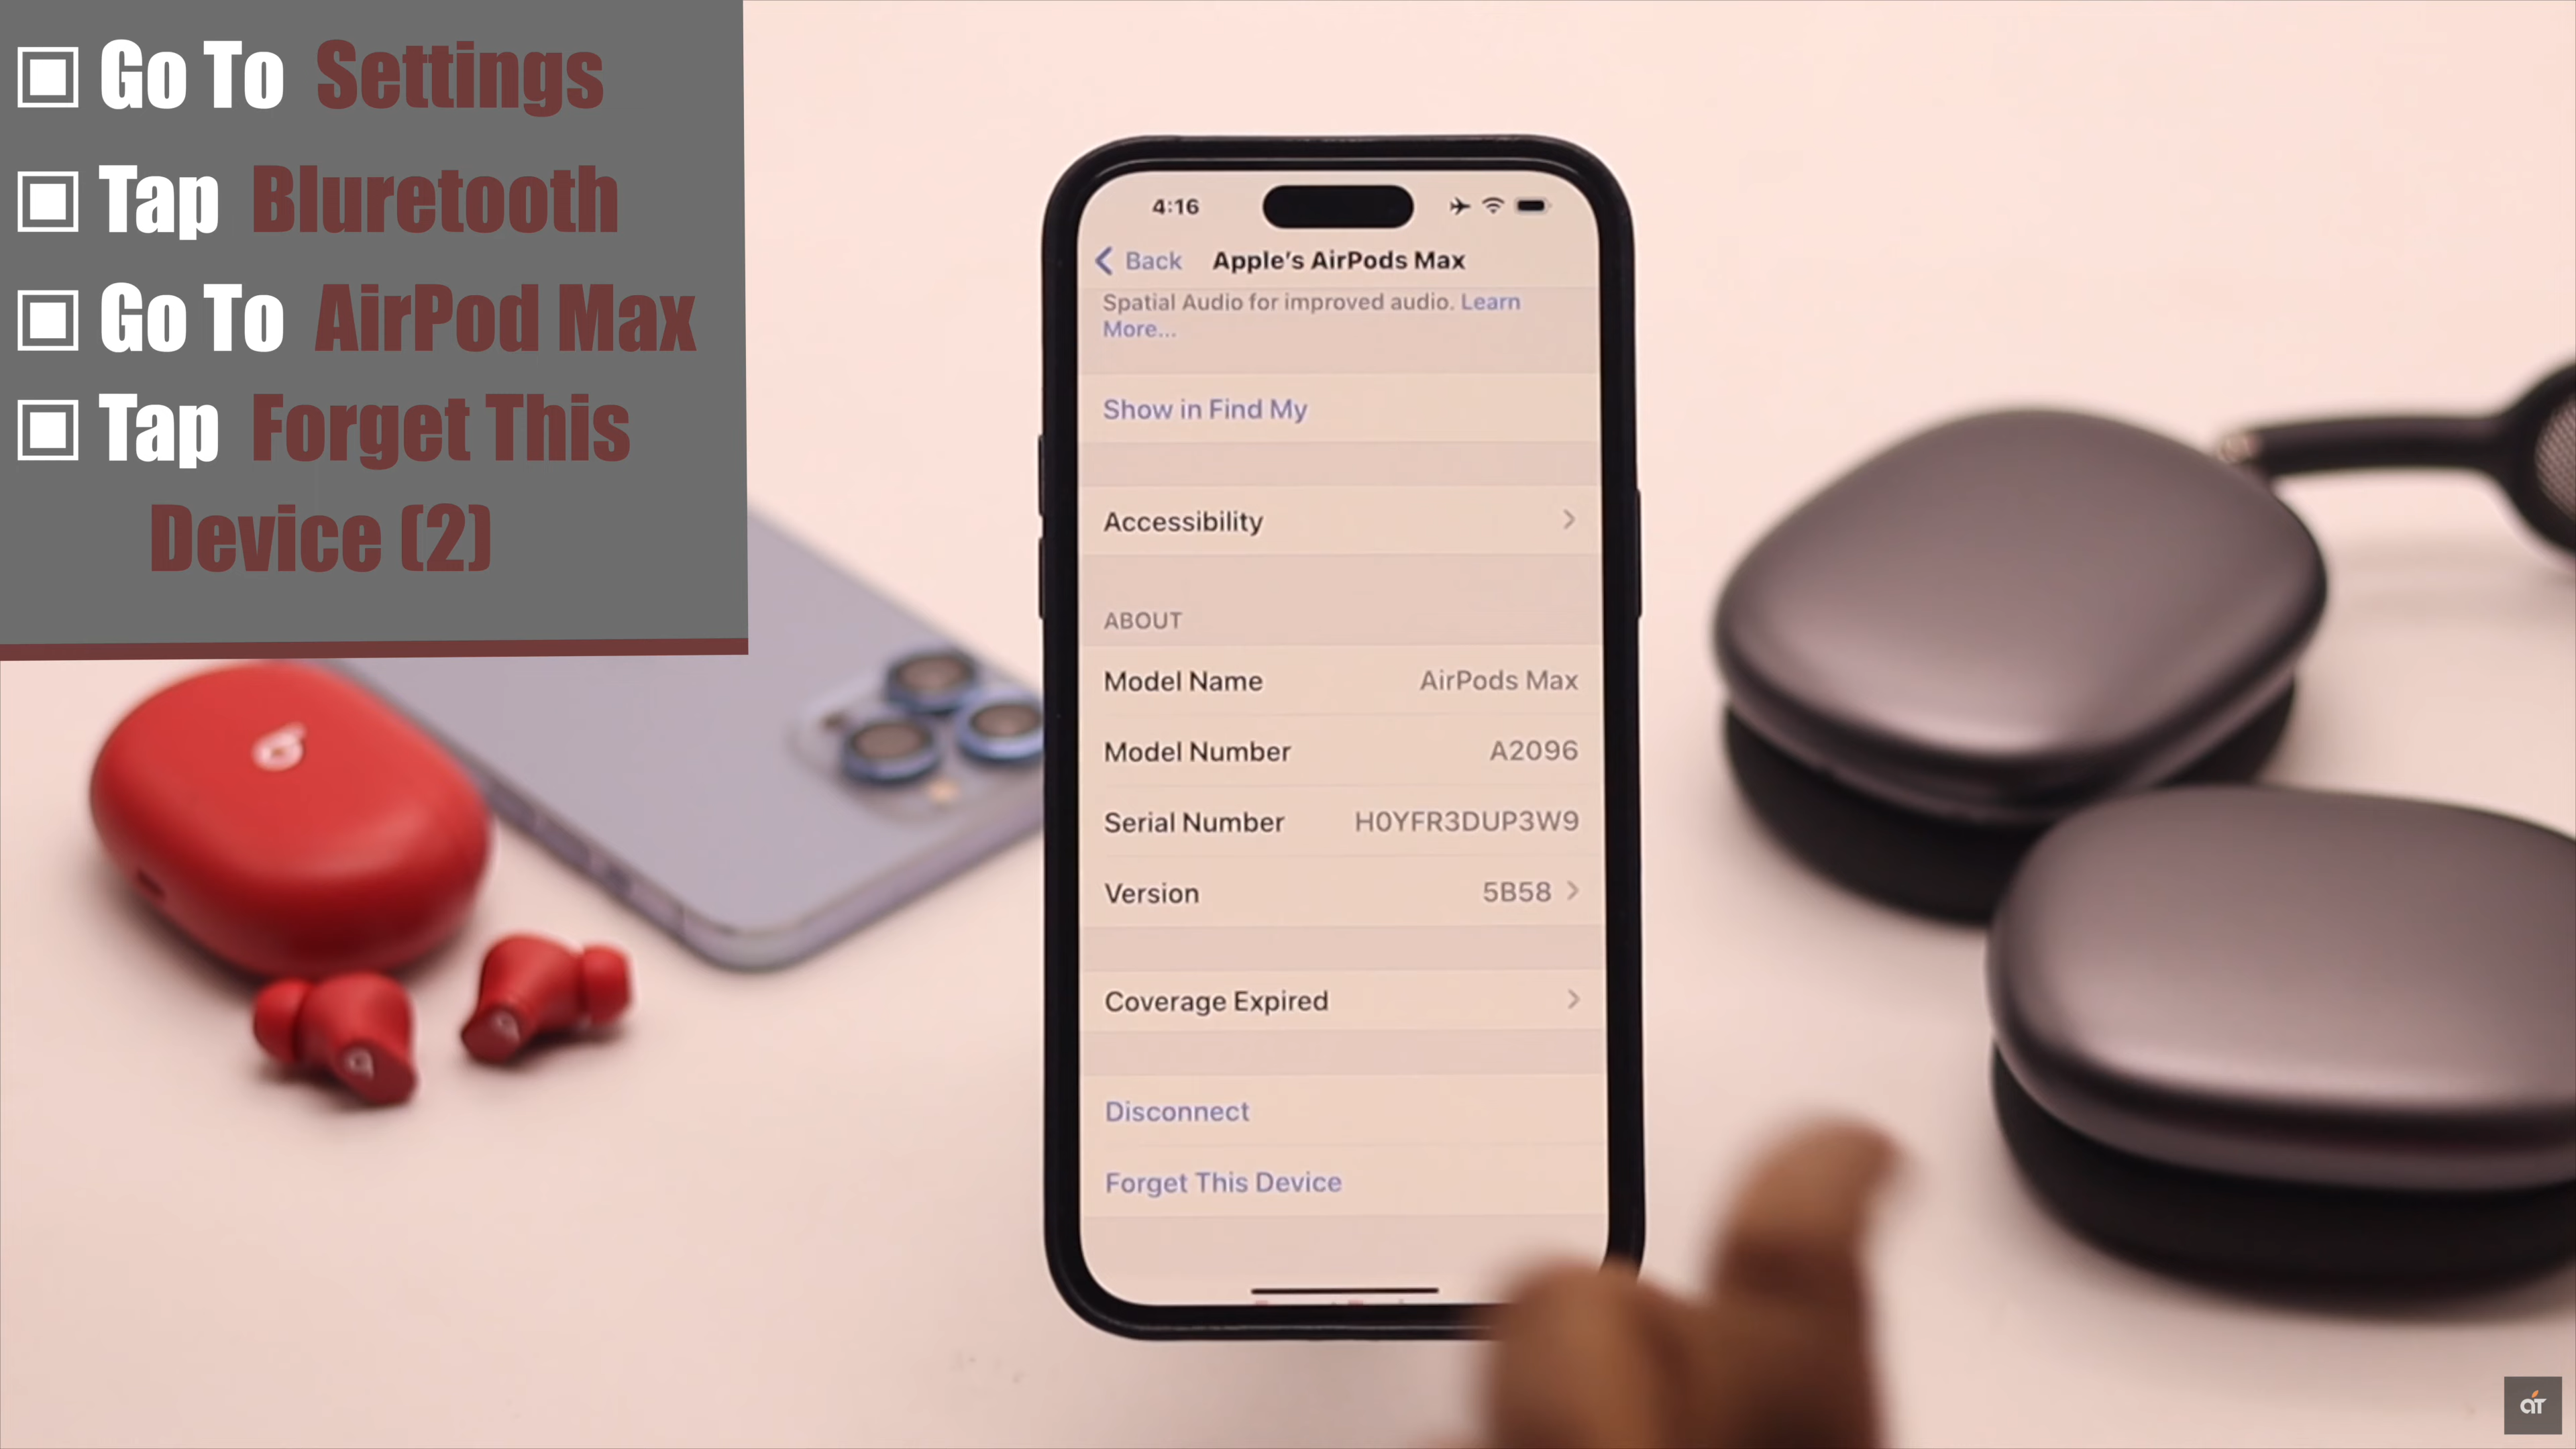 Go To Settings
Tap Bluretooth
Go To AirPod Max
Tap Forget This
Device (2)
4:16
Back Apple's AirPods Max
Spatial Audio for improved audio. Learn
More...
Show in Find My
Accessibility
ABOUT
Model Name AirPods Max
Model Number A2096
Serial Number H0YFR3DUP3W9
Version 5B58
Coverage Expired
Disconnect
Forget This Device
aT